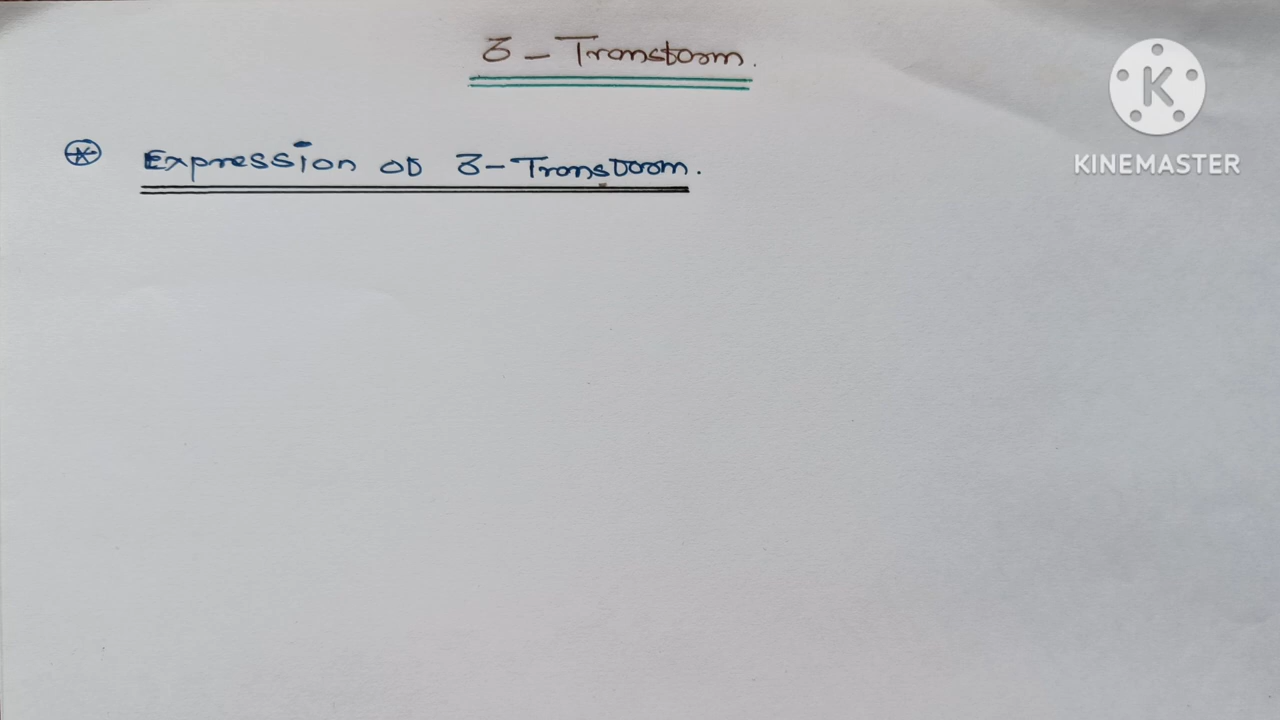 Z - Transform.
Expression of Z - Transform.
K
KINEMASTER